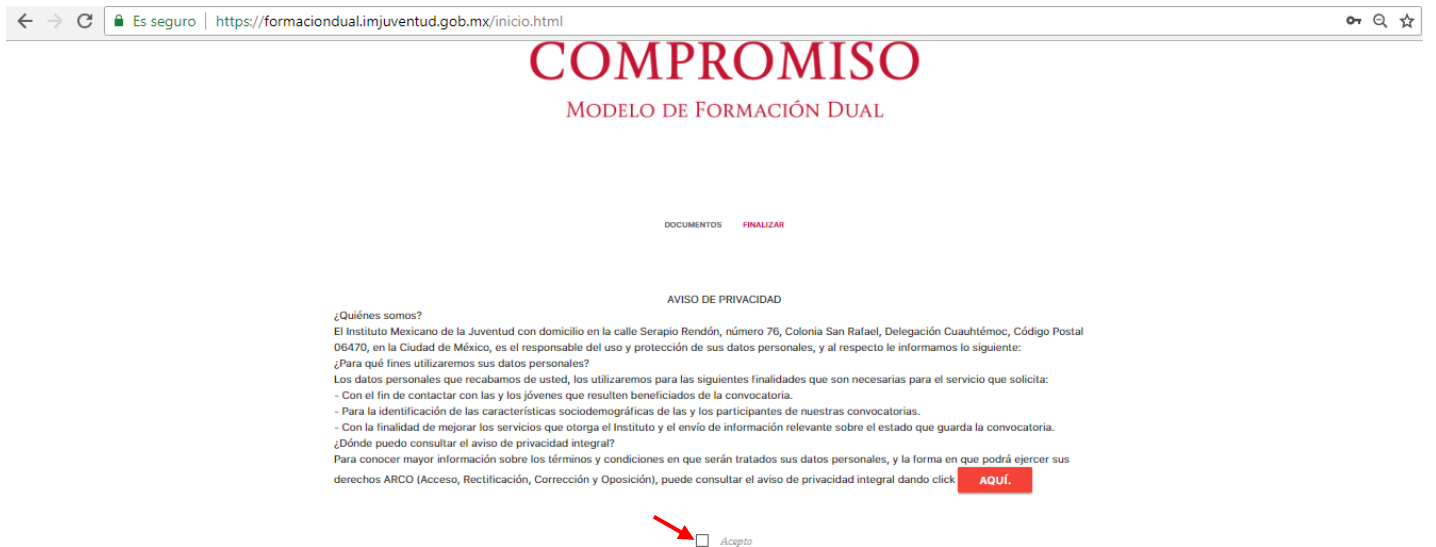 Es seguro | https://formaciondual.imjuventud.gob.mx/inicio.html
COMPROMISO
MODELO DE FORMACIÓN DUAL
DOCUMENTOS FINALIZAR
AVISO DE PRIVACIDAD
¿Quiénes somos?
El Instituto Mexicano de la Juventud con domicilio en la calle Serapio Rendón, número 76, Colonia San Rafael, Delegación Cuauhtémoc, Código Postal
06470, en la Ciudad de México, es el responsable del uso y protección de sus datos personales, y al respecto le informamos lo siguiente:
¿Para qué fines utilizaremos sus datos personales?
Los datos personales que recabamos de usted, los utilizaremos para las siguientes finalidades que son necesarias para el servicio que solicita:
- Con el fin de contactar con las y los jóvenes que resulten beneficiados de la convocatoria.
- Para la identificación de las características sociodemográficas de las y los participantes de nuestras convocatorias.
- Con la finalidad de mejorar los servicios que otorga el Instituto y el envío de información relevante sobre el estado que guarda la convocatoria.
¿Dónde puedo consultar el aviso de privacidad integral?
Para conocer mayor información sobre los términos y condiciones en que serán tratados sus datos personales, y la forma en que podrá ejercer sus
derechos ARCO (Acceso, Rectificación, Corrección y Oposición), puede consultar el aviso de privacidad integral dando click AQUÍ.
Acepto